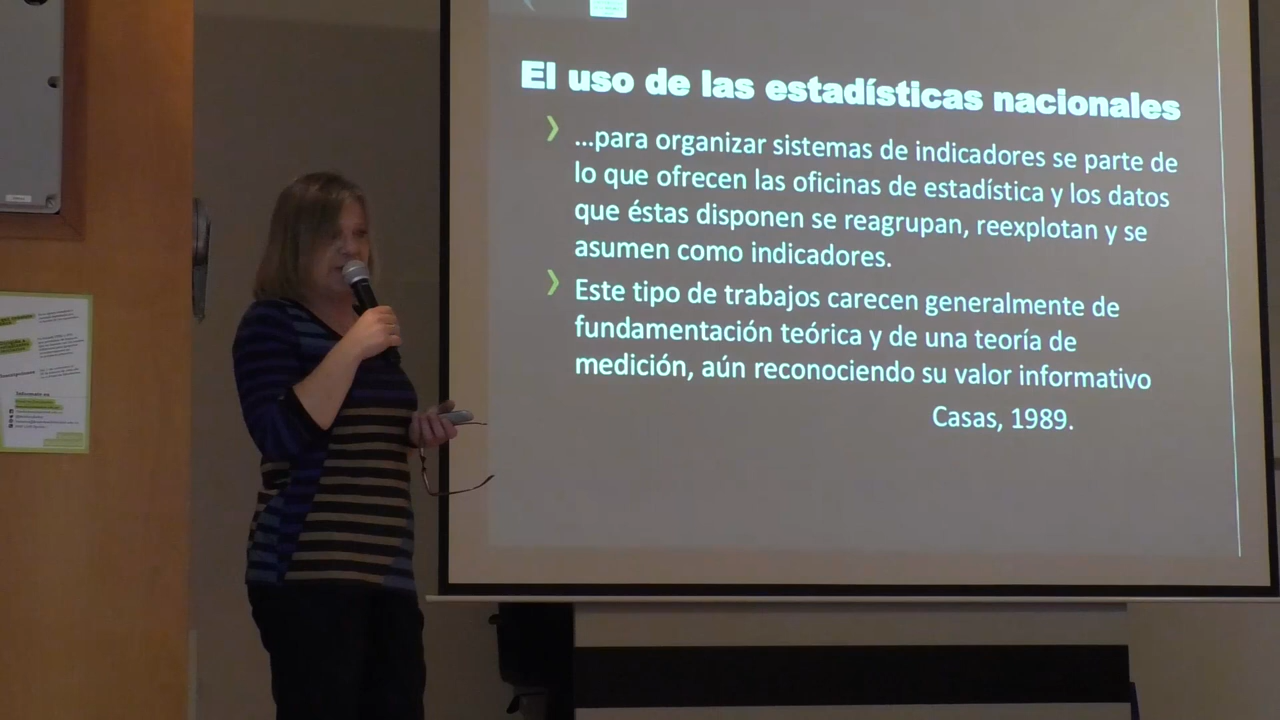 El uso de las estadísticas nacionales
...para organizar sistemas de indicadores se parte de
lo que ofrecen las oficinas de estadística y los datos
que éstas disponen se reagrupan, reexplotan y se
asumen como indicadores.
Este tipo de trabajos carecen generalmente de
fundamentación teórica y de una teoría de
medición, aún reconociendo su valor informativo
Casas, 1989.